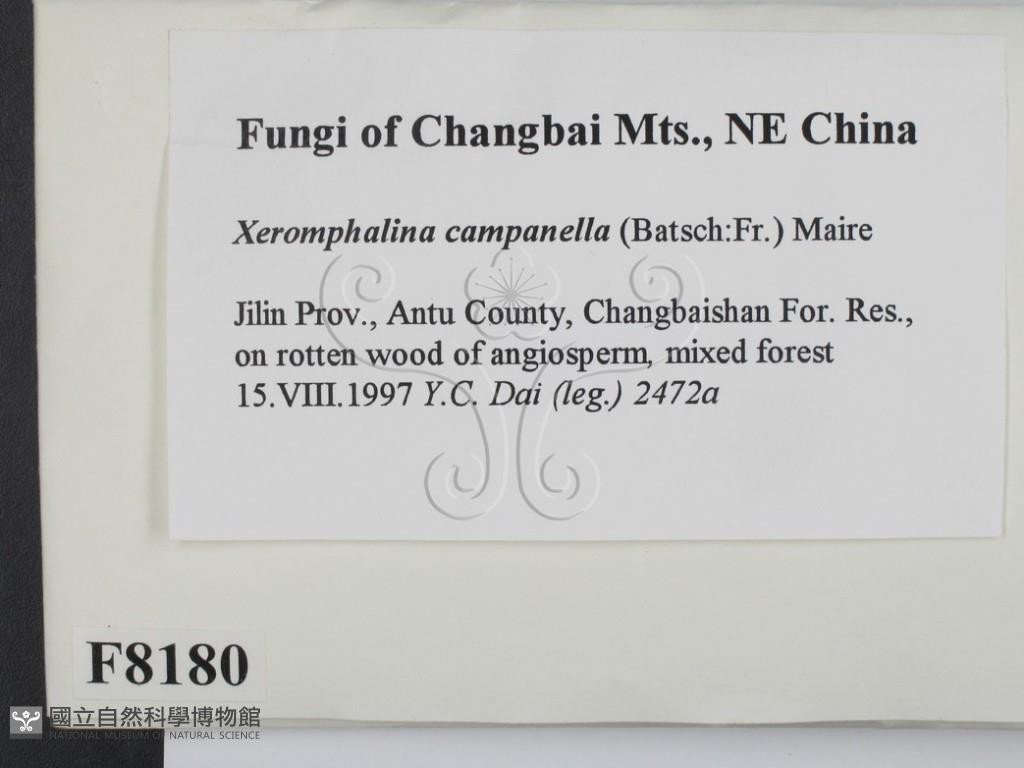 Fungi of Changbai Mts., NE China
Xeromphalina campanella (Batsch:Fr.) Maire
Jilin Prov., Antu County, Changbaishan For. Res.,
on rotten wood of angiosperm, mixed forest
15.VIII.1997 Y.C. Dai (leg.) 2472a
F8180
國立自然科學博物館
NATIONAL MUSEUM OF NATURAL SCIENCE